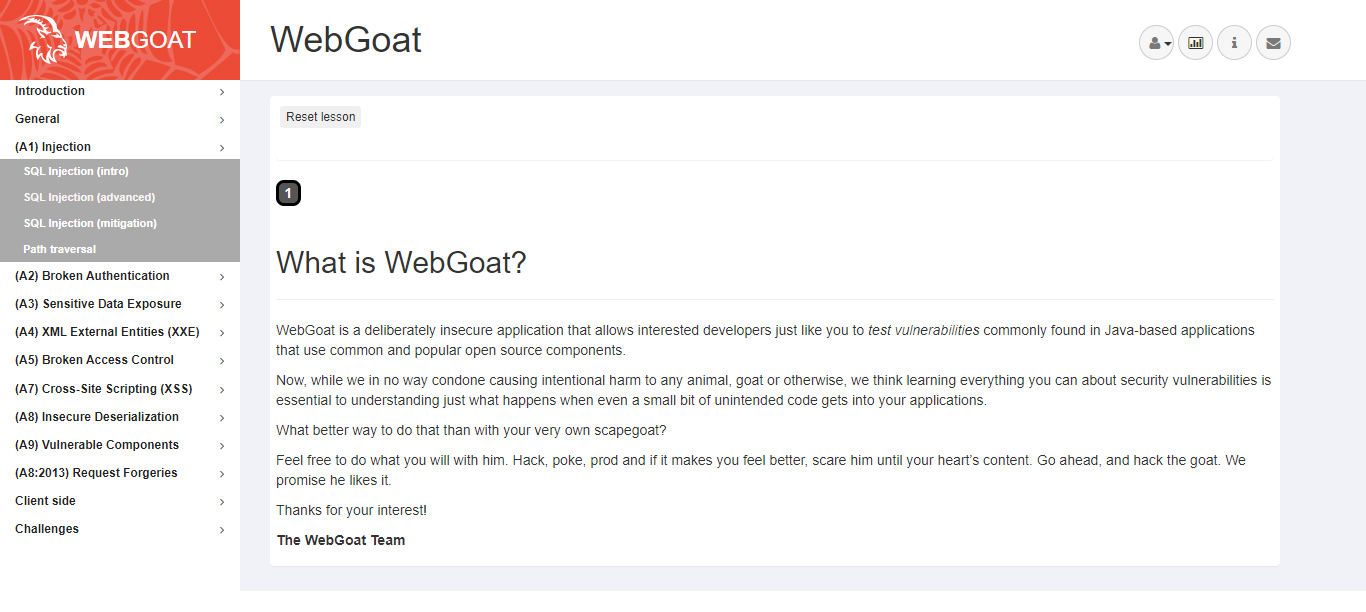 WEBGOAT
WebGoat
Introduction
General
(A1) Injection
SQL Injection (intro)
SQL Injection (advanced)
SQL Injection (mitigation)
Path traversal
(A2) Broken Authentication
(A3) Sensitive Data Exposure
(A4) XML External Entities (XXE)
(A5) Broken Access Control
(A7) Cross-Site Scripting (XSS)
(A8) Insecure Deserialization
(A9) Vulnerable Components
(A8:2013) Request Forgeries
Client side
Challenges
Reset lesson
1
What is WebGoat?
WebGoat is a deliberately insecure application that allows interested developers just like you to test vulnerabilities commonly found in Java-based applications
that use common and popular open source components.
Now, while we in no way condone causing intentional harm to any animal, goat or otherwise, we think learning everything you can about security vulnerabilities is
essential to understanding just what happens when even a small bit of unintended code gets into your applications.
What better way to do that than with your very own scapegoat?
Feel free to do what you will with him. Hack, poke, prod and if it makes you feel better, scare him until your heart’s content. Go ahead, and hack the goat. We
promise he likes it.
Thanks for your interest!
The WebGoat Team